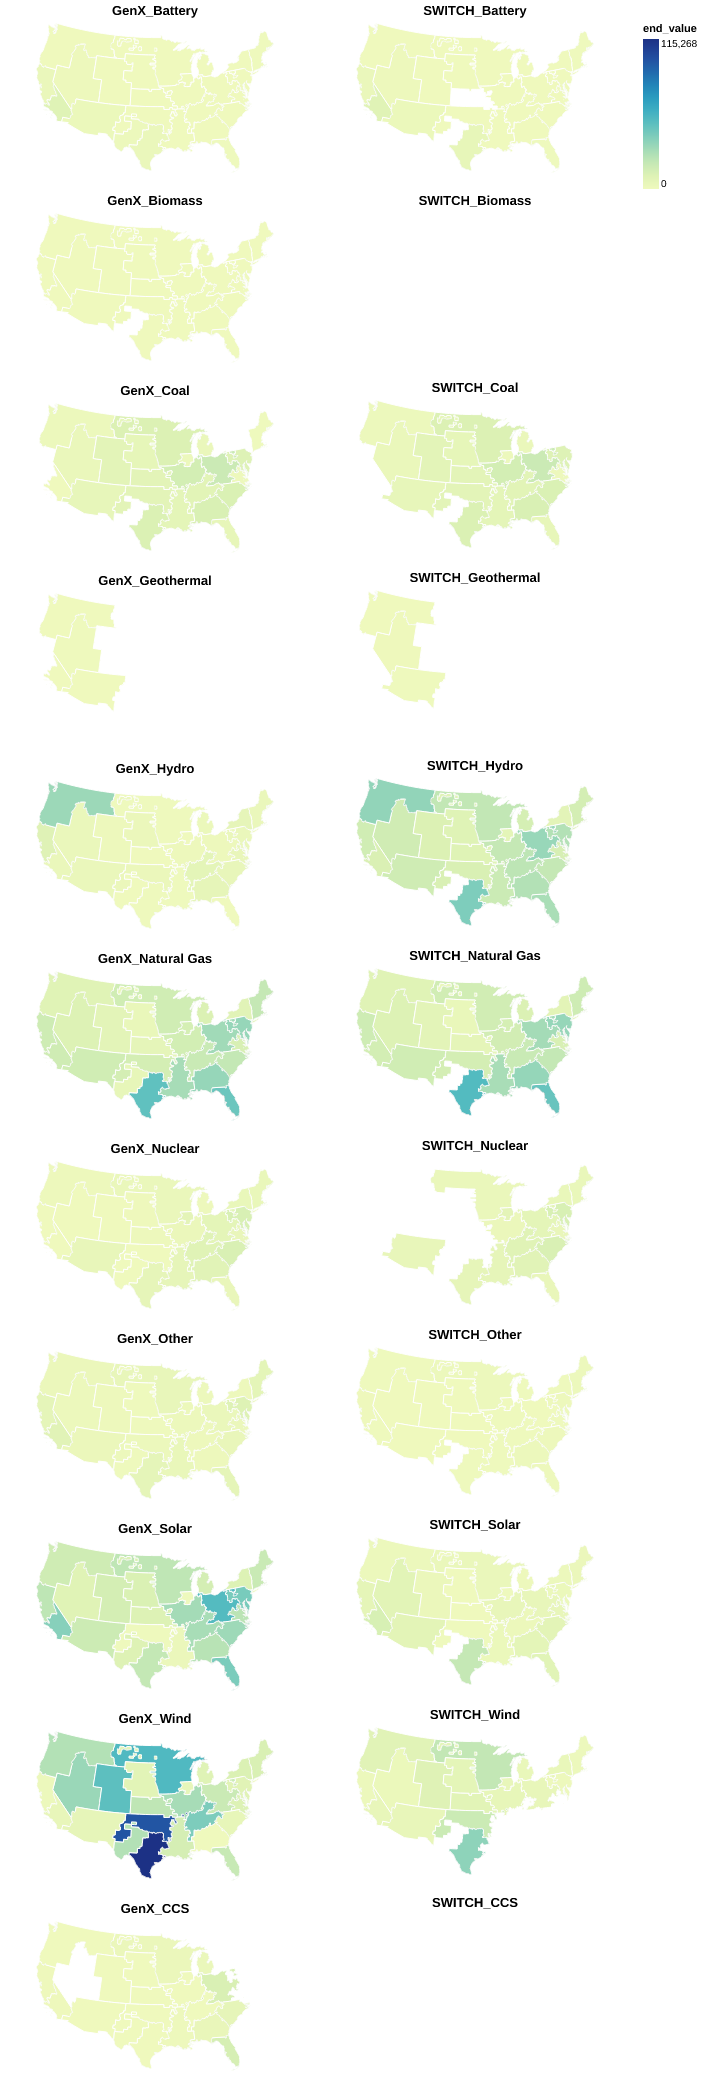 GenX_Battery
SWITCH_Battery
end_value
115,268
0
GenX_Biomass
SWITCH_Biomass
GenX_Coal
SWITCH_Coal
GenX_Geothermal
SWITCH_Geothermal
GenX_Hydro
SWITCH_Hydro
GenX_Natural Gas
SWITCH_Natural Gas
GenX_Nuclear
SWITCH_Nuclear
GenX_Other
SWITCH_Other
GenX_Solar
SWITCH_Solar
GenX_Wind
SWITCH_Wind
GenX_CCS
SWITCH_CCS